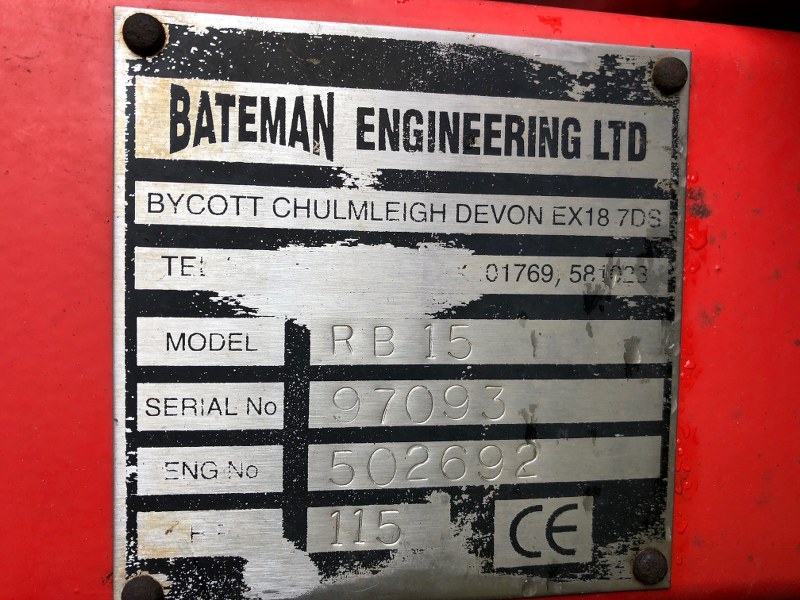 BATEMAN ENGINEERING LTD
BYCOTT CHULMLEIGH DEVON EX18 7DS
TEL 01769, 581023
MODEL RB 15
SERIAL No 97093
ENG No 502692
115 CE